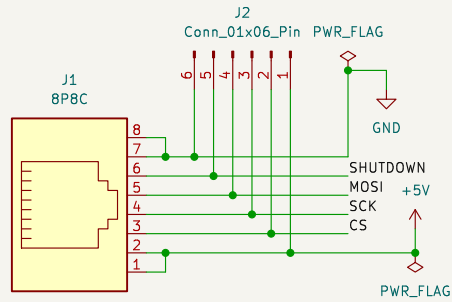 J2
Conn_01x06_Pin
PWR_FLAG
6
5
4
3
2
1
J1
8P8C
GND
8
7
6
5
4
3
2
1
SHUTDOWN
MOSI
SCK
CS
+5V
PWR_FLAG